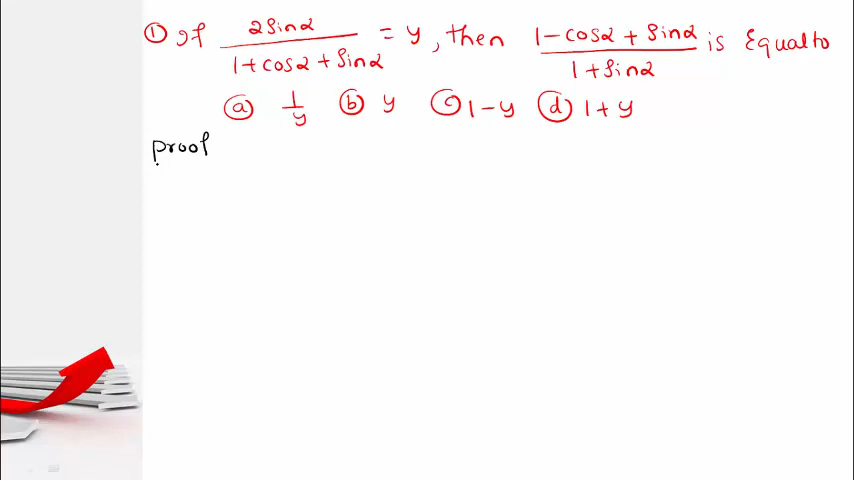 ① If 2sinα / 1+cosα+sinα = y, then 1-cosα+sinα / 1+sinα is Equal to
ⓐ 1/y ⓑ y ⓒ 1-y ⓓ 1+y
proof